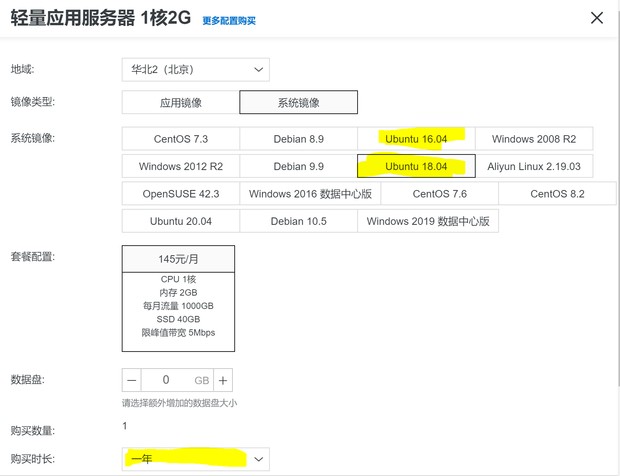 轻量应用服务器 1核2G 更多配置购买
地域: 华北2（北京）
镜像类型: 应用镜像 系统镜像
系统镜像: CentOS 7.3 Debian 8.9 Ubuntu 16.04 Windows 2008 R2
Windows 2012 R2 Debian 9.9 Ubuntu 18.04 Aliyun Linux 2.19.03
OpenSUSE 42.3 Windows 2016 数据中心版 CentOS 7.6 CentOS 8.2
Ubuntu 20.04 Debian 10.5 Windows 2019 数据中心版
套餐配置: 145元/月
CPU 1核
内存 2GB
每月流量 1000GB
SSD 40GB
限峰值带宽 5Mbps
数据盘: 0 GB
请选择额外增加的数据盘大小
购买数量: 1
购买时长: 一年